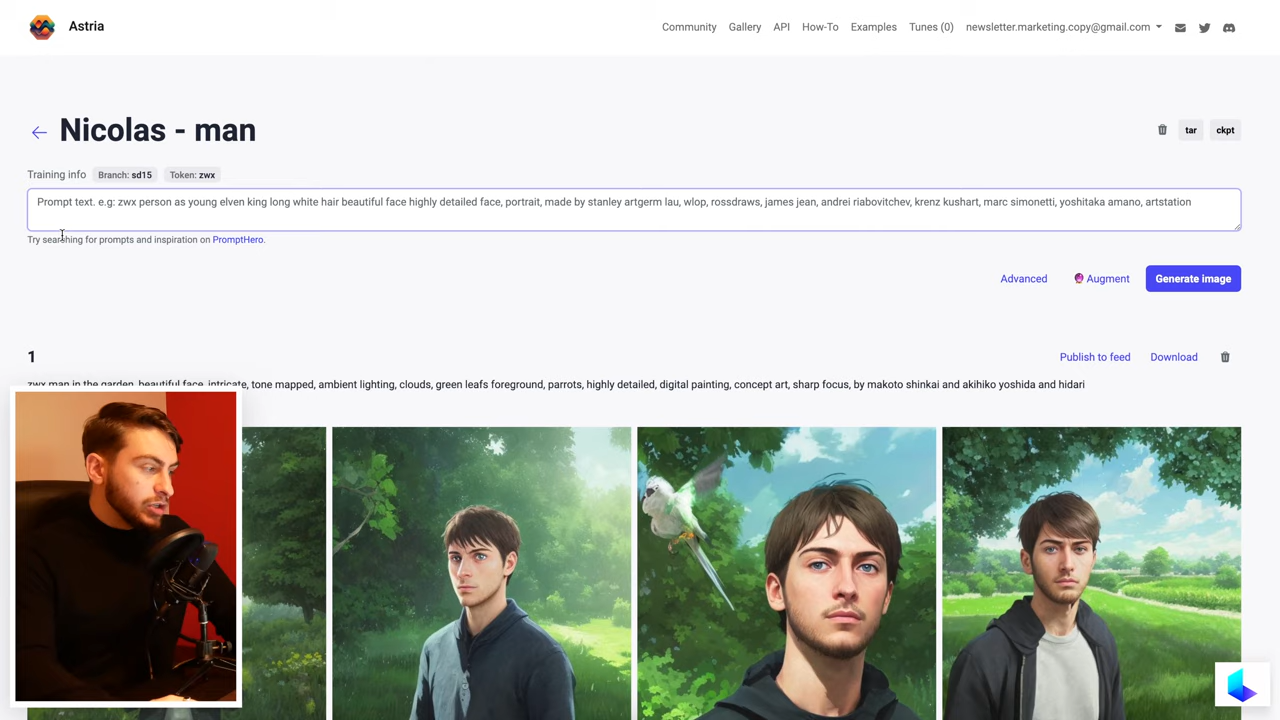 Astria
Community Gallery API How-To Examples Tunes (0) newsletter.marketing.copy@gmail.com
Nicolas - man
tar ckpt
Training info Branch: sd15 Token: zwx
Prompt text. e.g: zwx person as young elven king long white hair beautiful face highly detailed face, portrait, made by stanley artgerm lau, wlop, rossdraws, james jean, andrei riabovitchev, krenz kushart, marc simonetti, yoshitaka amano, artstation
Try searching for prompts and inspiration on PromptHero.
Advanced Augment Generate image
1
Publish to feed Download
zwx man in the garden, beautiful face, intricate, tone mapped, ambient lighting, clouds, green leafs foreground, parrots, highly detailed, digital painting, concept art, sharp focus, by makoto shinkai and akihiko yoshida and hidari